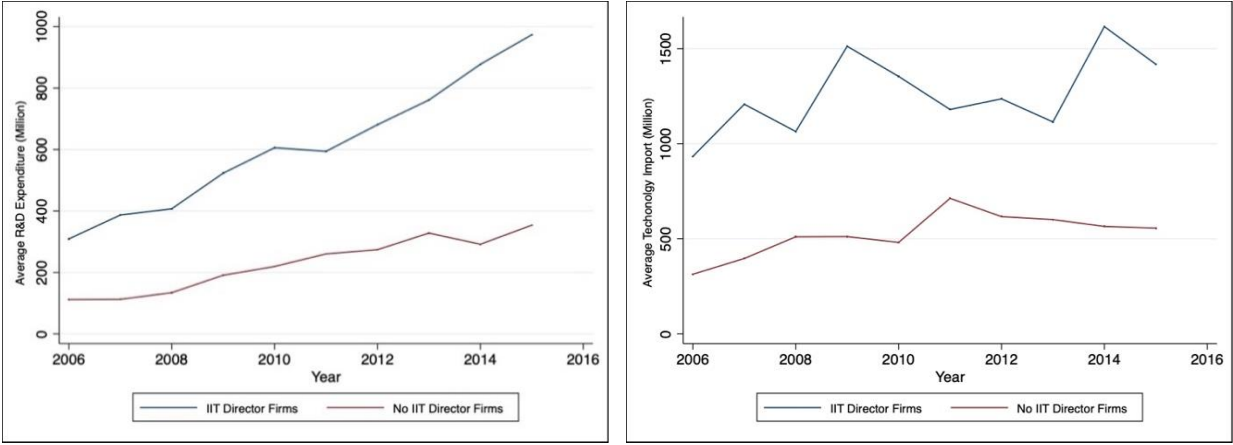 Average R&D Expenditure (Million)
1000
800
600
400
200
0
2006 2008 2010 2012 2014 2016
Year
IIT Director Firms No IIT Director Firms
Average Techonolgy Import (Million)
1500
1000
500
0
2006 2008 2010 2012 2014 2016
Year
IIT Director Firms No IIT Director Firms